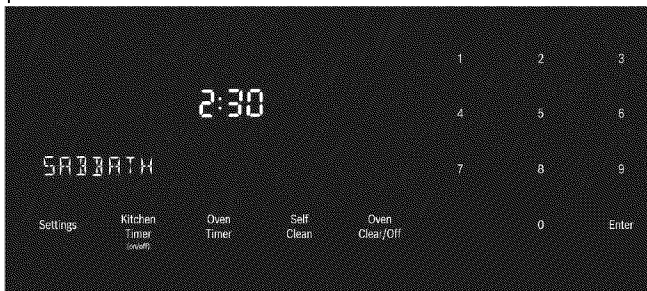 1 2 3
2:30
4 5 6
SABBATH
7 8 9
Settings
Kitchen
Timer
(on/off)
Oven
Timer
Self
Clean
Oven
Clear/Off
0
Enter